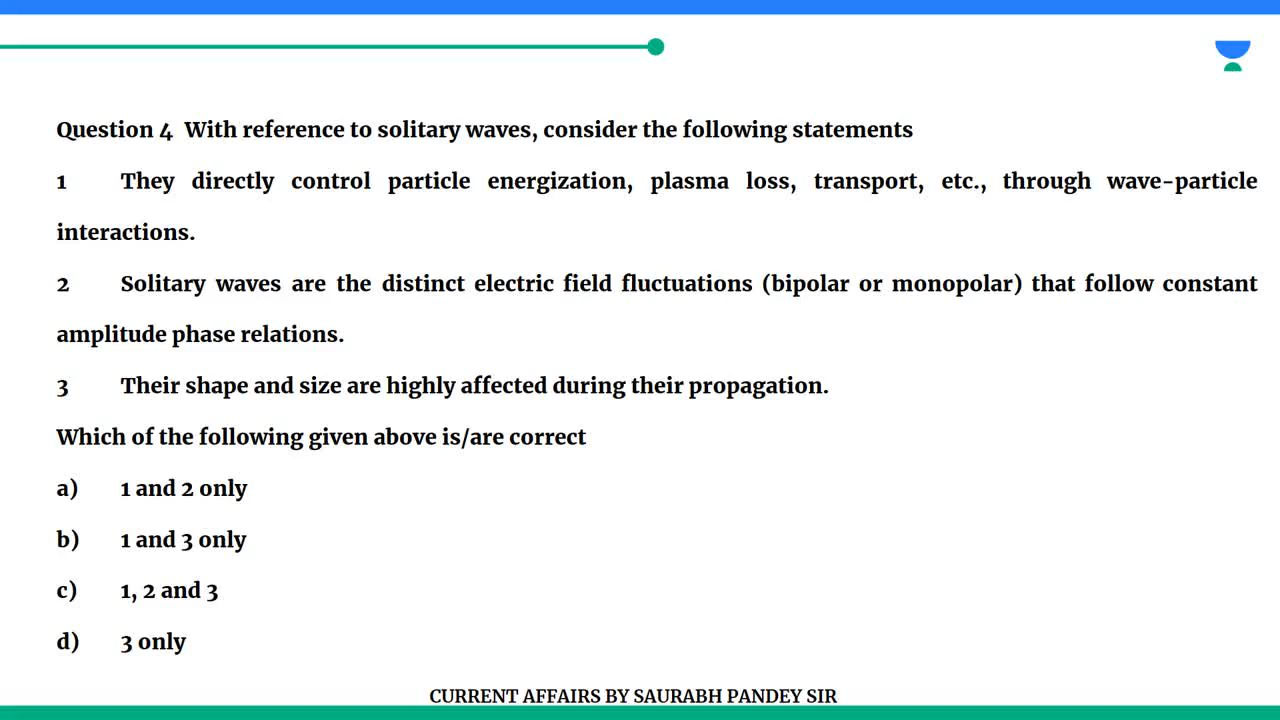 Question 4 With reference to solitary waves, consider the following statements
1 They directly control particle energization, plasma loss, transport, etc., through wave-particle
interactions.
2 Solitary waves are the distinct electric field fluctuations (bipolar or monopolar) that follow constant
amplitude phase relations.
3 Their shape and size are highly affected during their propagation.
Which of the following given above is/are correct
a) 1 and 2 only
b) 1 and 3 only
c) 1, 2 and 3
d) 3 only
CURRENT AFFAIRS BY SAURABH PANDEY SIR